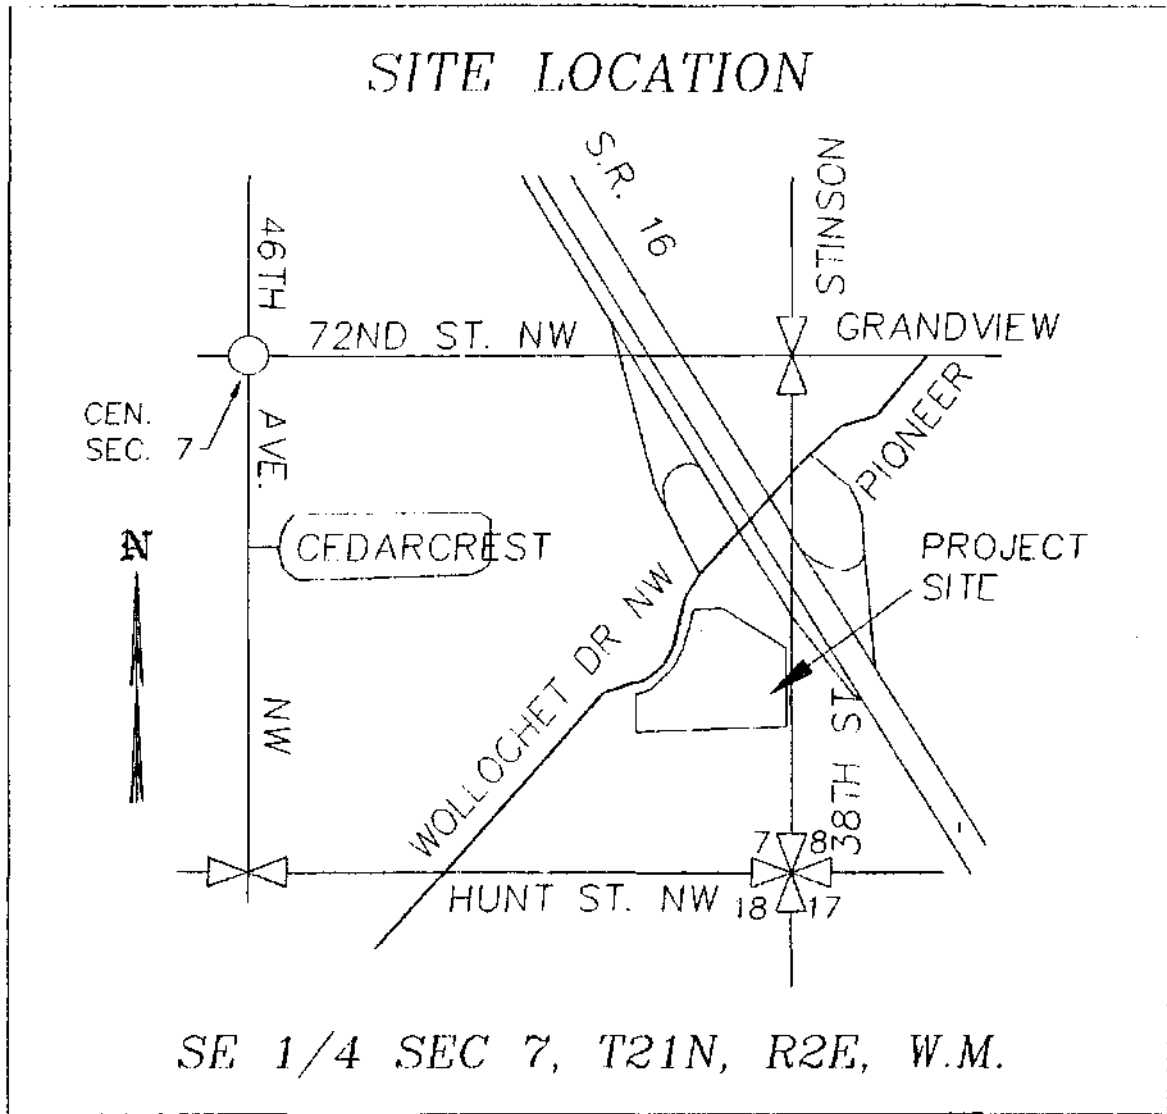 SITE LOCATION
S.R. 16
STINSON
46TH
72ND ST. NW
GRANDVIEW
CEN.
SEC. 7
AVE.
PIONEER
N
CEDARCREST
PROJECT
SITE
WOLLOCHET DR NW
NW
38TH ST
7 8
HUNT ST. NW
18 17
SE 1/4 SEC 7, T21N, R2E, W.M.